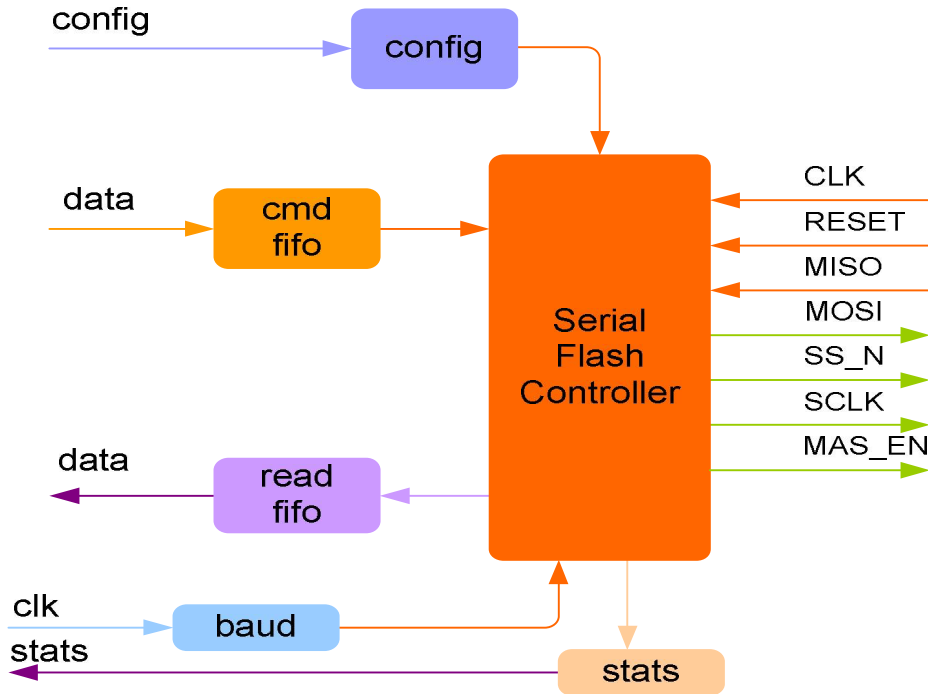 config
config
data
cmd
fifo
CLK
RESET
MISO
MOSI
SS_N
SCLK
MAS_EN
Serial
Flash
Controller
data
read
fifo
clk
baud
stats
stats